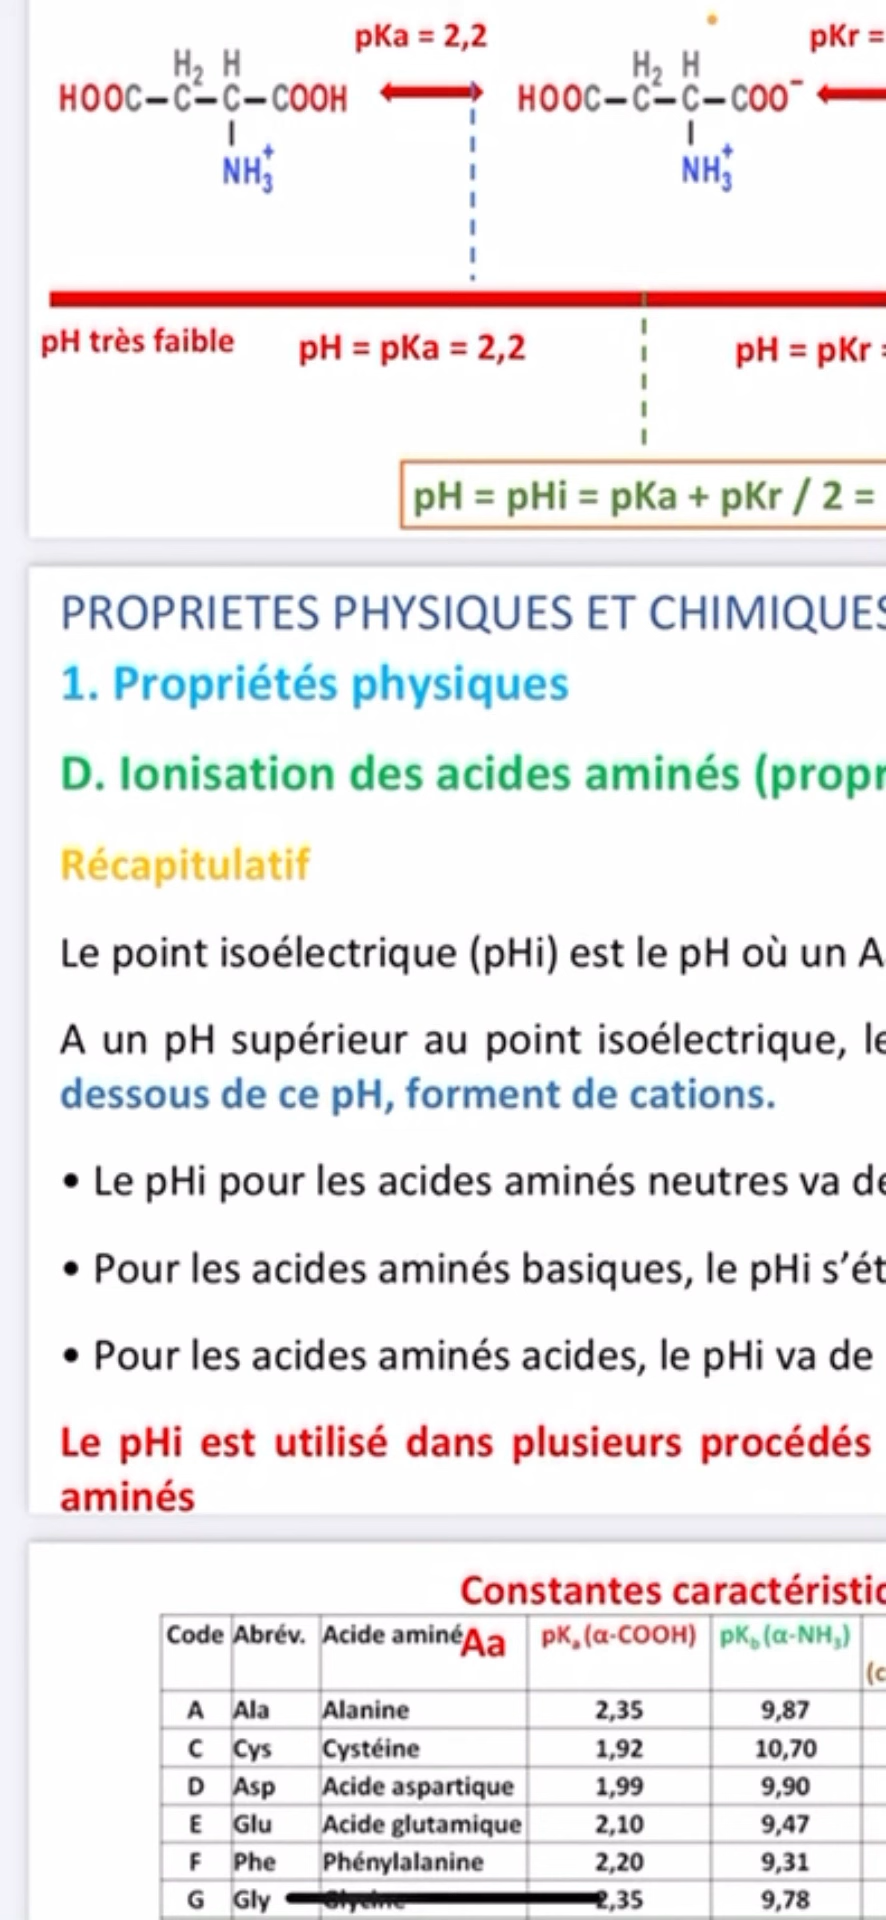 pKa = 2,2
pKr =
H₂ H
HOOC–C–C–COOH
NH₃⁺
H₂ H
HOOC–C–C–COO⁻
NH₃⁺
pH très faible
pH = pKa = 2,2
pH = pKr =
pH = pHi = pKa + pKr / 2 =
PROPRIETES PHYSIQUES ET CHIMIQUES
1. Propriétés physiques
D. Ionisation des acides aminés (propr
Récapitulatif
Le point isoélectrique (pHi) est le pH où un A
A un pH supérieur au point isoélectrique, le
dessous de ce pH, forment de cations.
• Le pHi pour les acides aminés neutres va de
• Pour les acides aminés basiques, le pHi s'ét
• Pour les acides aminés acides, le pHi va de
Le pHi est utilisé dans plusieurs procédés
aminés
Constantes caractéristic
Code Abrév. Acide aminé Aa pKₐ (α-COOH) pK_b (α-NH₃)
(c
A Ala Alanine 2,35 9,87
C Cys Cystéine 1,92 10,70
D Asp Acide aspartique 1,99 9,90
E Glu Acide glutamique 2,10 9,47
F Phe Phénylalanine 2,20 9,31
G Gly Glycine 2,35 9,78